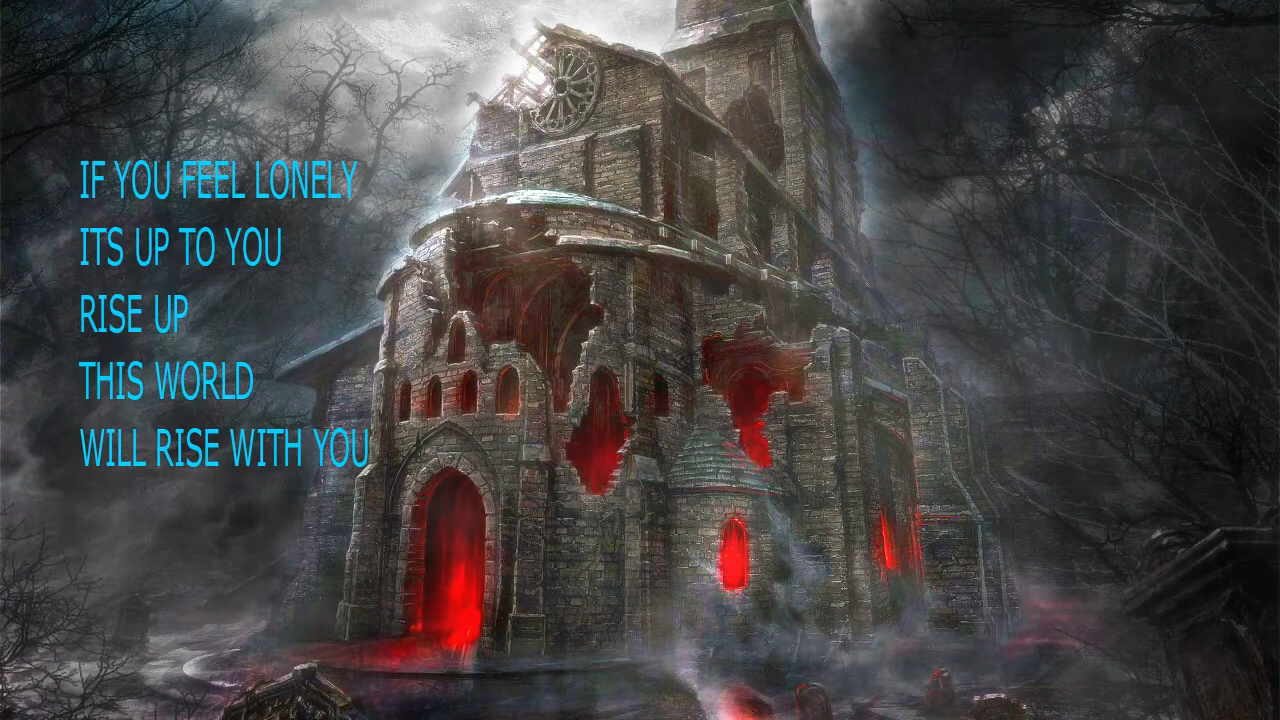 IF YOU FEEL LONELY
ITS UP TO YOU
RISE UP
THIS WORLD
WILL RISE WITH YOU